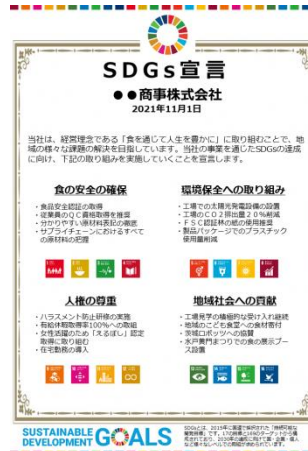 SDGs宣言
●●商事株式会社
2021年11月1日
当社は、経営理念である「食を通じて人生を豊かに」に取り組むことで、地
域の様々な課題の解決を目指しています。当社の事業を通じたSDGsの達成
に向け、下記の取り組みを実施していくことを宣言します。
食の安全の確保
・食品安全認証の取得
・従業員のQC資格取得を推奨
・分かりやすい原材料表記の徹底
・サプライチェーンにおけるすべて
の原材料の把握
環境保全への取り組み
・工場での太陽光発電設備の設置
・工場のCO2排出量20%削減
・FSC認証林の紙の使用推奨
・製品パッケージでのプラスチック
使用量削減
人権の尊重
・ハラスメント防止研修の実施
・有給休暇取得率100%への取組
・女性活躍のため「えるぼし」認定
取得に取り組む
・在宅勤務の導入
地域社会への貢献
・工場見学の積極的な受け入れ継続
・地域のこども食堂への食材寄付
・茨城ロボッツへの協賛
・水戸黄門まつりでの食の展示ブー
ス設置
SUSTAINABLE
DEVELOPMENT GOALS